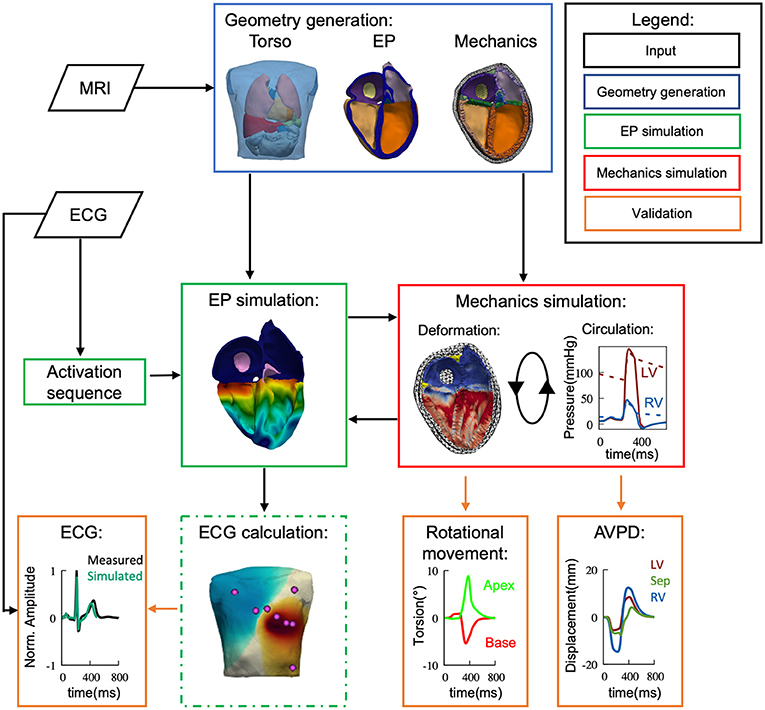 Geometry generation:
Torso
EP
Mechanics
Legend:
Input
Geometry generation
EP simulation
Mechanics simulation
Validation
MRI
ECG
Activation
sequence
EP simulation:
Mechanics simulation:
Deformation:
Circulation:
Pressure(mmHg)
100
50
0
LV
RV
0
400
time(ms)
ECG:
Norm. Amplitude
1
0
-1
Measured
Simulated
0
400
800
time(ms)
ECG calculation:
Rotational
movement:
Torsion(°)
10
0
-10
Apex
Base
0
400
800
time(ms)
AVPD:
Displacement(mm)
20
0
-20
LV
Sep
RV
0
400
800
time(ms)